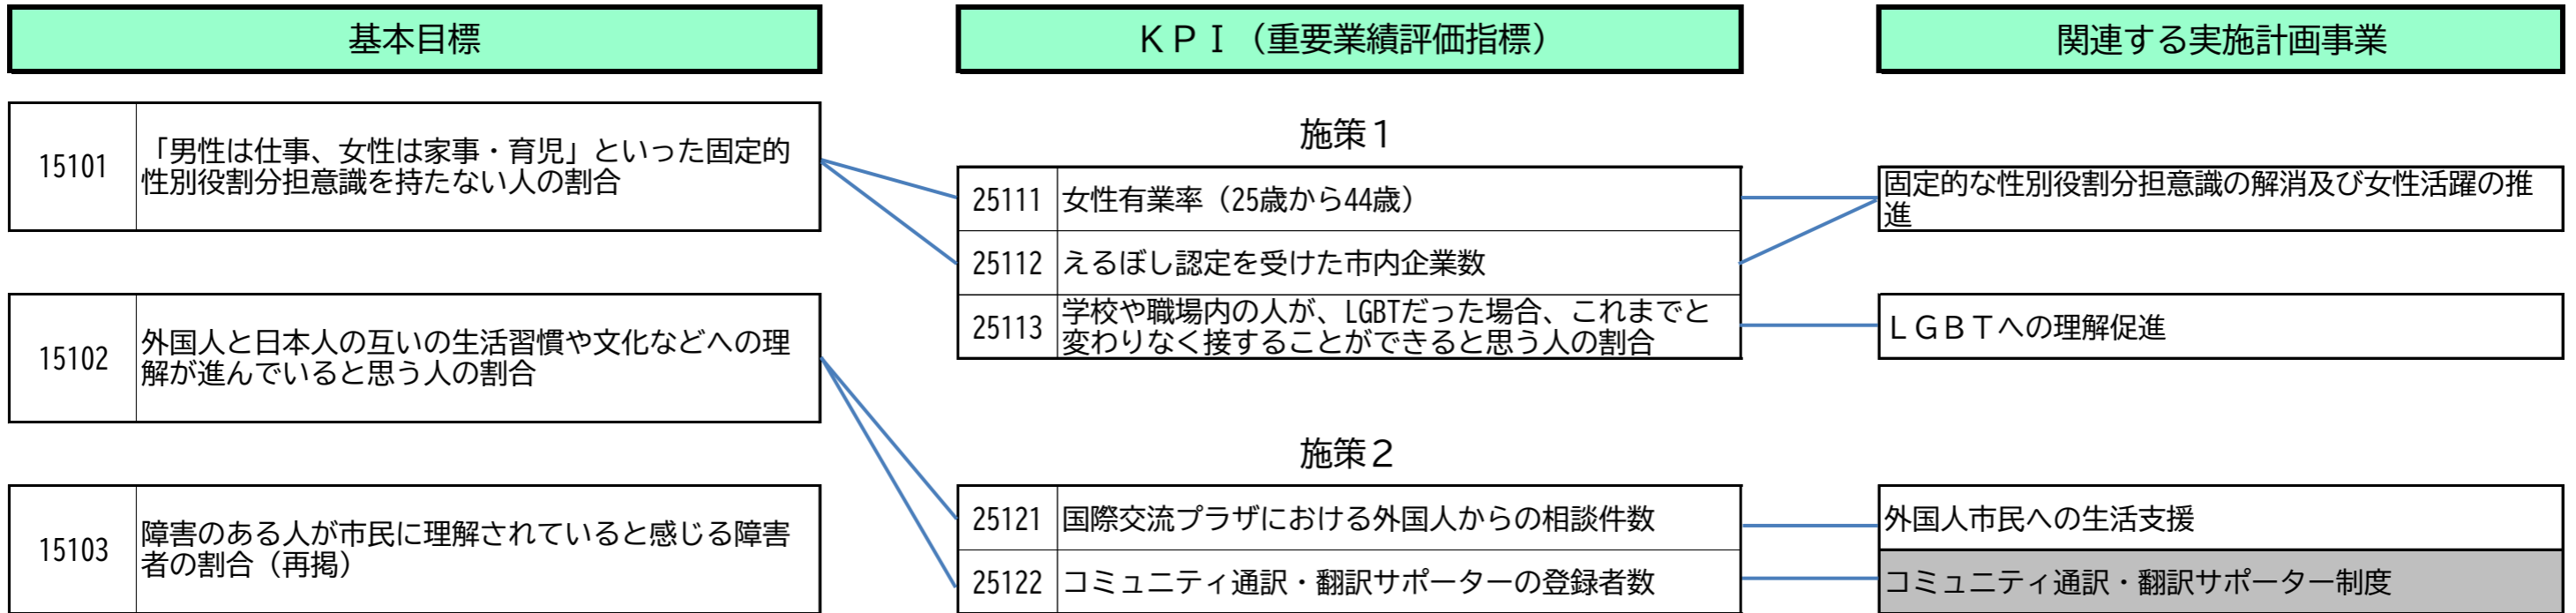 基本目標
ＫＰＩ（重要業績評価指標）
関連する実施計画事業
15101
「男性は仕事、女性は家事・育児」といった固定的
性別役割分担意識を持たない人の割合
15102
外国人と日本人の互いの生活習慣や文化などへの理
解が進んでいると思う人の割合
15103
障害のある人が市民に理解されていると感じる障害
者の割合（再掲）
施策１
25111
女性有業率（25歳から44歳）
25112
えるぼし認定を受けた市内企業数
25113
学校や職場内の人が、LGBTだった場合、これまでと
変わりなく接することができると思う人の割合
施策２
25121
国際交流プラザにおける外国人からの相談件数
25122
コミュニティ通訳・翻訳サポーターの登録者数
固定的な性別役割分担意識の解消及び女性活躍の推
進
ＬＧＢＴへの理解促進
外国人市民への生活支援
コミュニティ通訳・翻訳サポーター制度